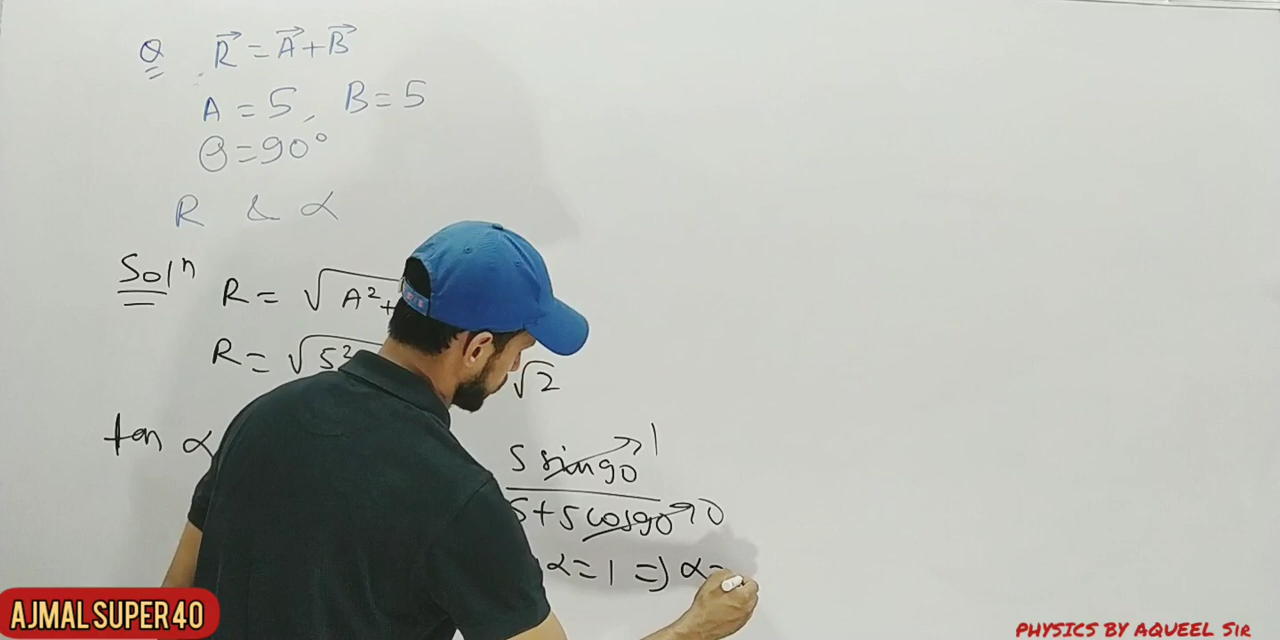 Q R⃗ = A⃗ + B⃗
A = 5, B = 5
θ = 90°
R & α
Solⁿ R = √A² +
R = √5² √2
tan α 5 sin90 → 1
5 + 5 cos90 → 0
α = 1 ⇒ α =
AJMAL SUPER 40
PHYSICS BY AQUEEL SIR